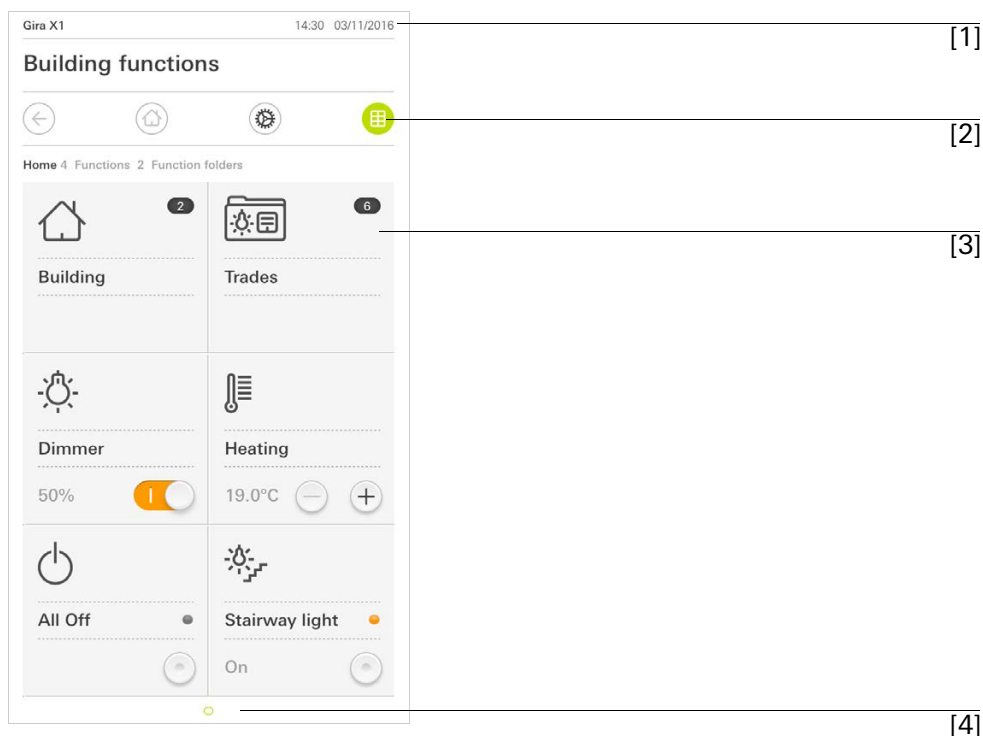 Gira X1 14:30 03/11/2016
[1]
Building functions
[2]
Home 4 Functions 2 Function folders
2 6
[3]
Building Trades
Dimmer Heating
50% 19.0°C
All Off Stairway light
On
[4]